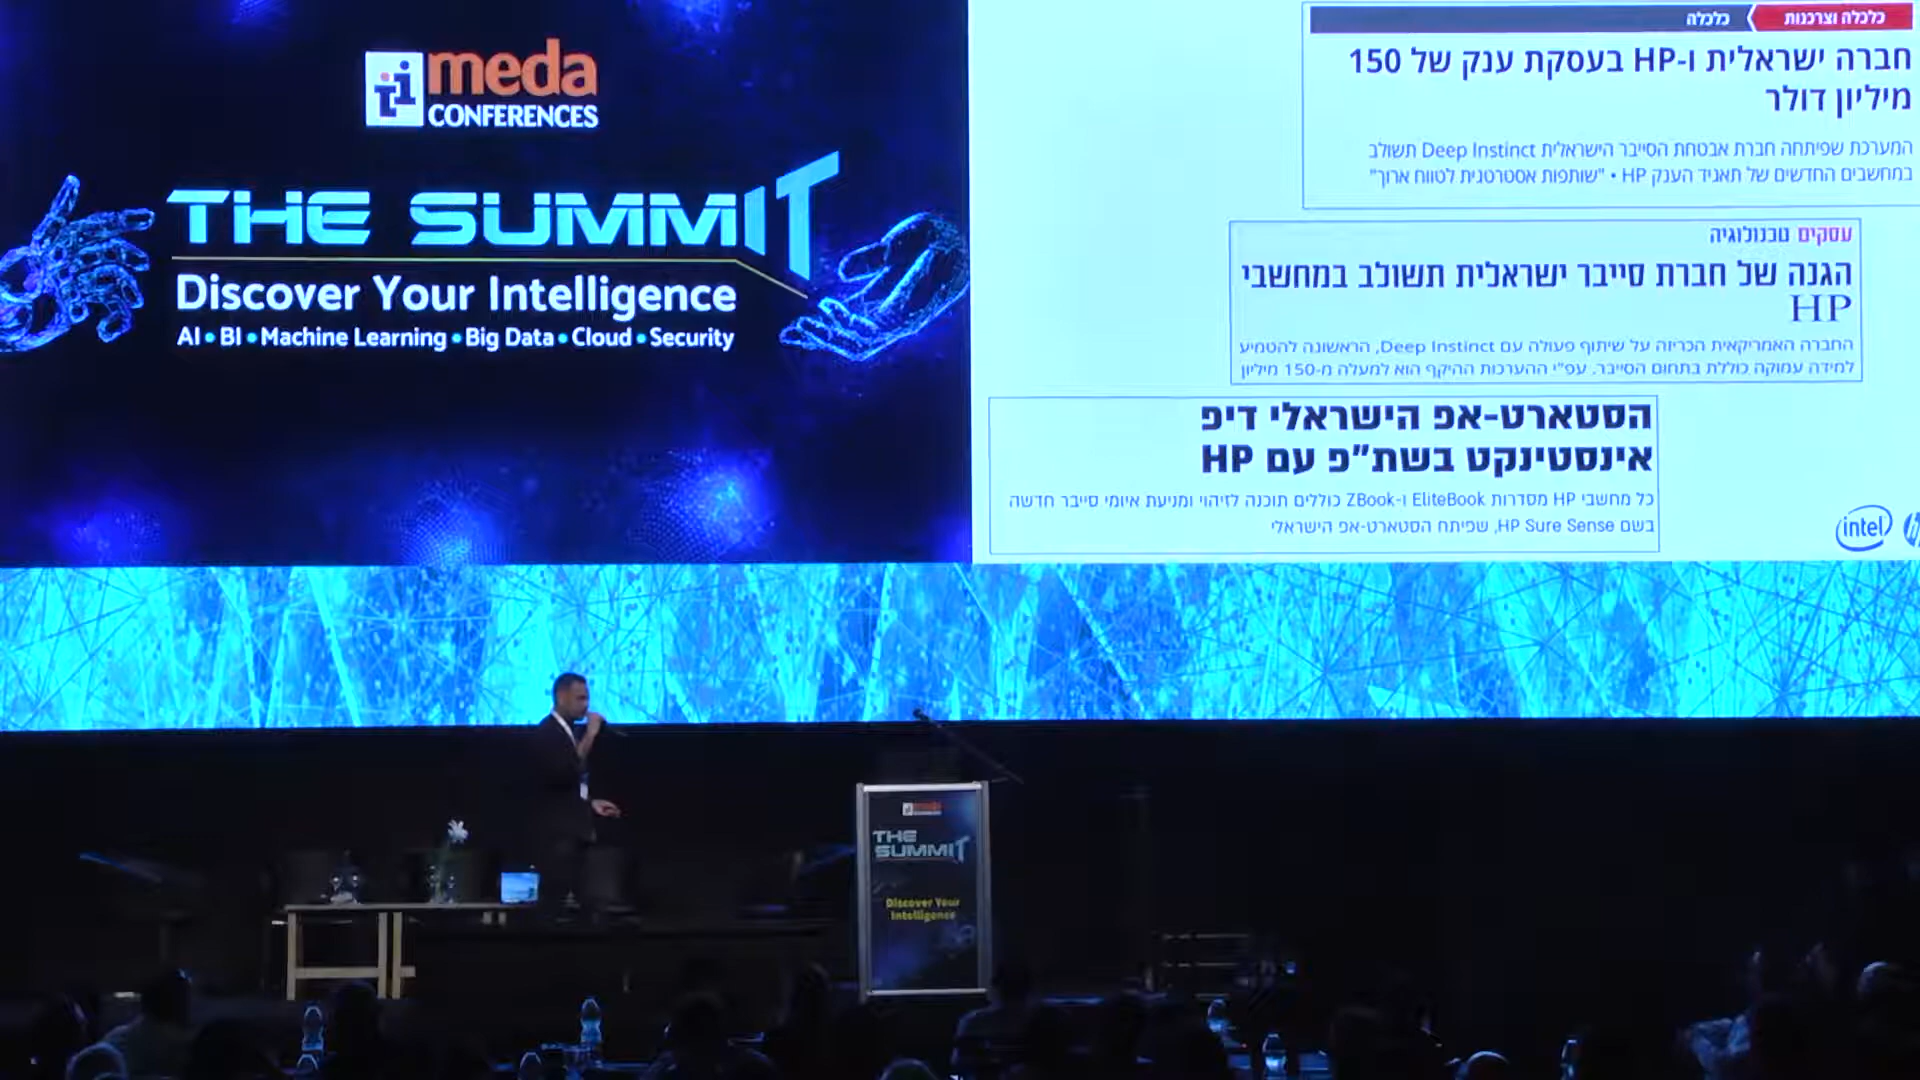 meda
CONFERENCES
THE SUMMIT
Discover Your Intelligence
AI • BI • Machine Learning • Big Data • Cloud • Security
כלכלה וצרכנות
כלכלה
חברה ישראלית ו-HP בעסקת ענק של 150
מיליון דולר
המערכת שפיתחה חברת אבטחת הסייבר הישראלית Deep Instinct תשולב
במחשבים החדשים של תאגיד הענק HP • "שותפות אסטרטגית לטווח ארוך"
עסקים טכנולוגיה
הגנה של חברת סייבר ישראלית תשולב במחשבי
HP
החברה האמריקאית הכריזה על שיתוף פעולה עם Deep Instinct, הראשונה להטמיע
למידה עמוקה כוללת בתחום הסייבר. עפ"י ההערכות ההיקף הוא למעלה מ-150 מיליון
הסטארט-אפ הישראלי דיפ
אינסטינקט בשת"פ עם HP
כל מחשבי HP מסדרות EliteBook ו-ZBook כוללים תוכנה לזיהוי ומניעת איומי סייבר חדשה
בשם HP Sure Sense, שפיתח הסטארט-אפ הישראלי
intel
meda
THE
SUMMIT
Discover Your
Intelligence